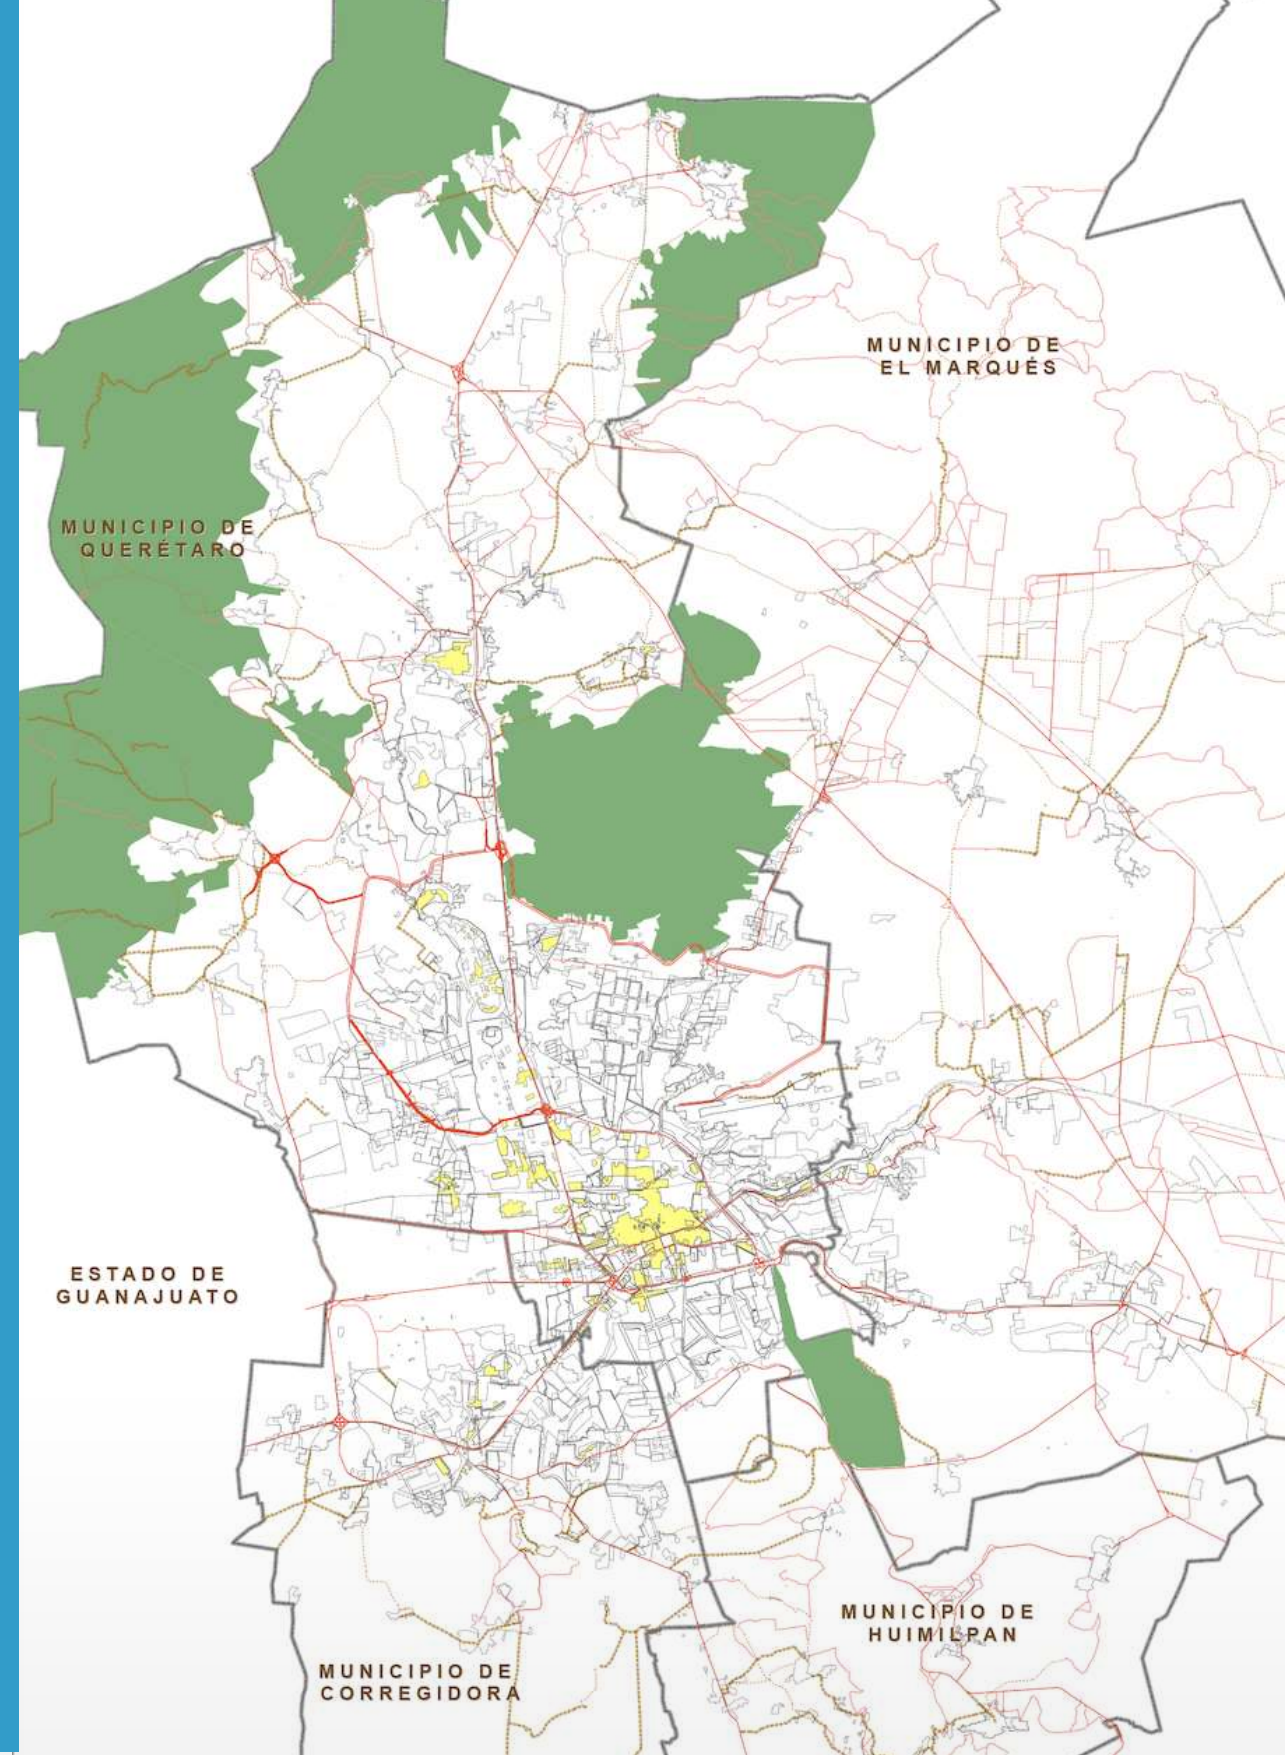 MUNICIPIO DE
EL MARQUÉS
MUNICIPIO DE
QUERÉTARO
ESTADO DE
GUANAJUATO
MUNICIPIO DE
HUIMILPAN
MUNICIPIO DE
CORREGIDORA